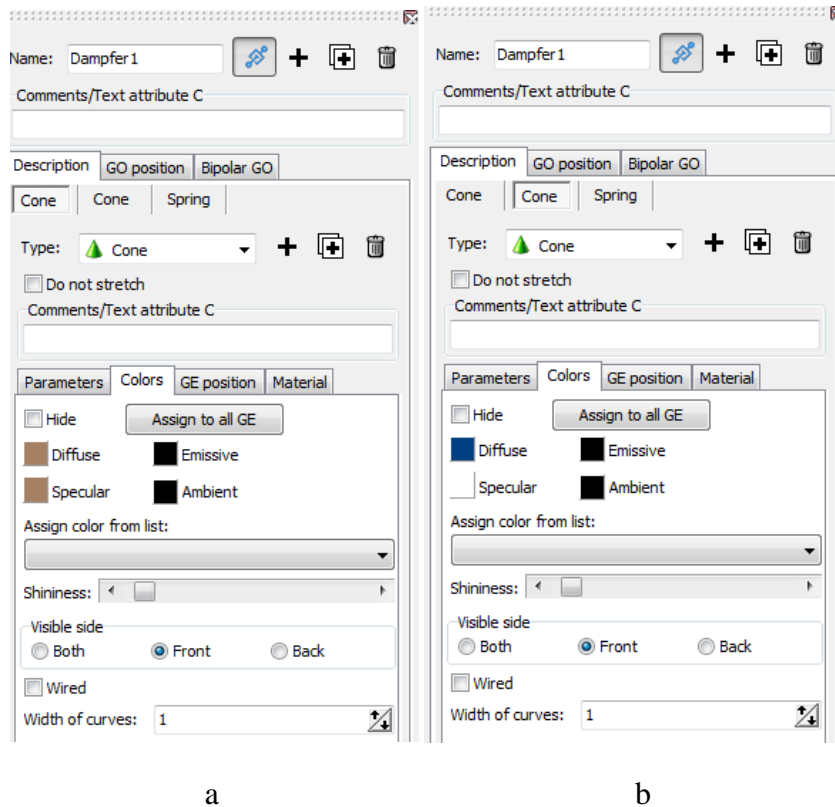 Name: Dampfer1
Comments/Text attribute C
Description GO position Bipolar GO
Cone Cone Spring
Type: Cone
Do not stretch
Comments/Text attribute C
Parameters Colors GE position Material
Hide Assign to all GE
Diffuse Emissive
Specular Ambient
Assign color from list:
Shininess:
Visible side
Both Front Back
Wired
Width of curves: 1
a
Name: Dampfer1
Comments/Text attribute C
Description GO position Bipolar GO
Cone Cone Spring
Type: Cone
Do not stretch
Comments/Text attribute C
Parameters Colors GE position Material
Hide Assign to all GE
Diffuse Emissive
Specular Ambient
Assign color from list:
Shininess:
Visible side
Both Front Back
Wired
Width of curves: 1
b